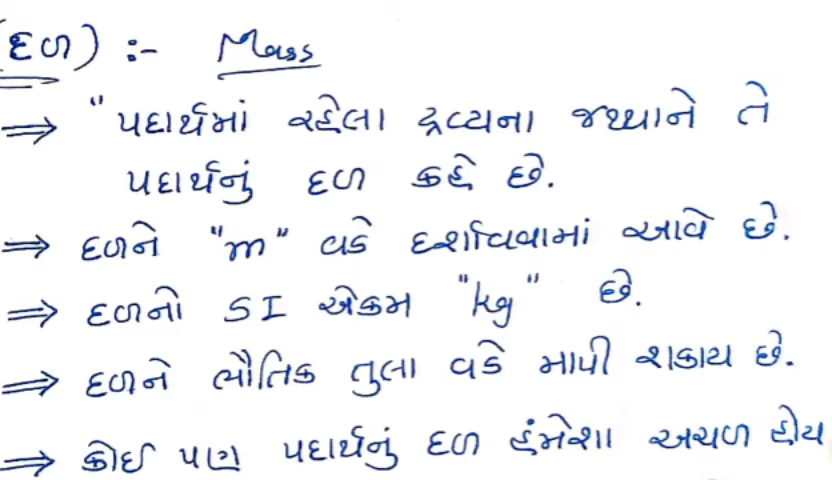 (દળ) :- Mass
⇒ "પદાર્થમાં રહેલા દ્રવ્યના જથ્થાને તે
પદાર્થનું દળ કહે છે.
⇒ દળને "m" વડે દર્શાવવામાં આવે છે.
⇒ દળનો SI એકમ "kg" છે.
⇒ દળને ભૌતિક તુલા વડે માપી શકાય છે.
⇒ કોઈ પણ પદાર્થનું દળ હંમેશા અચળ હોય